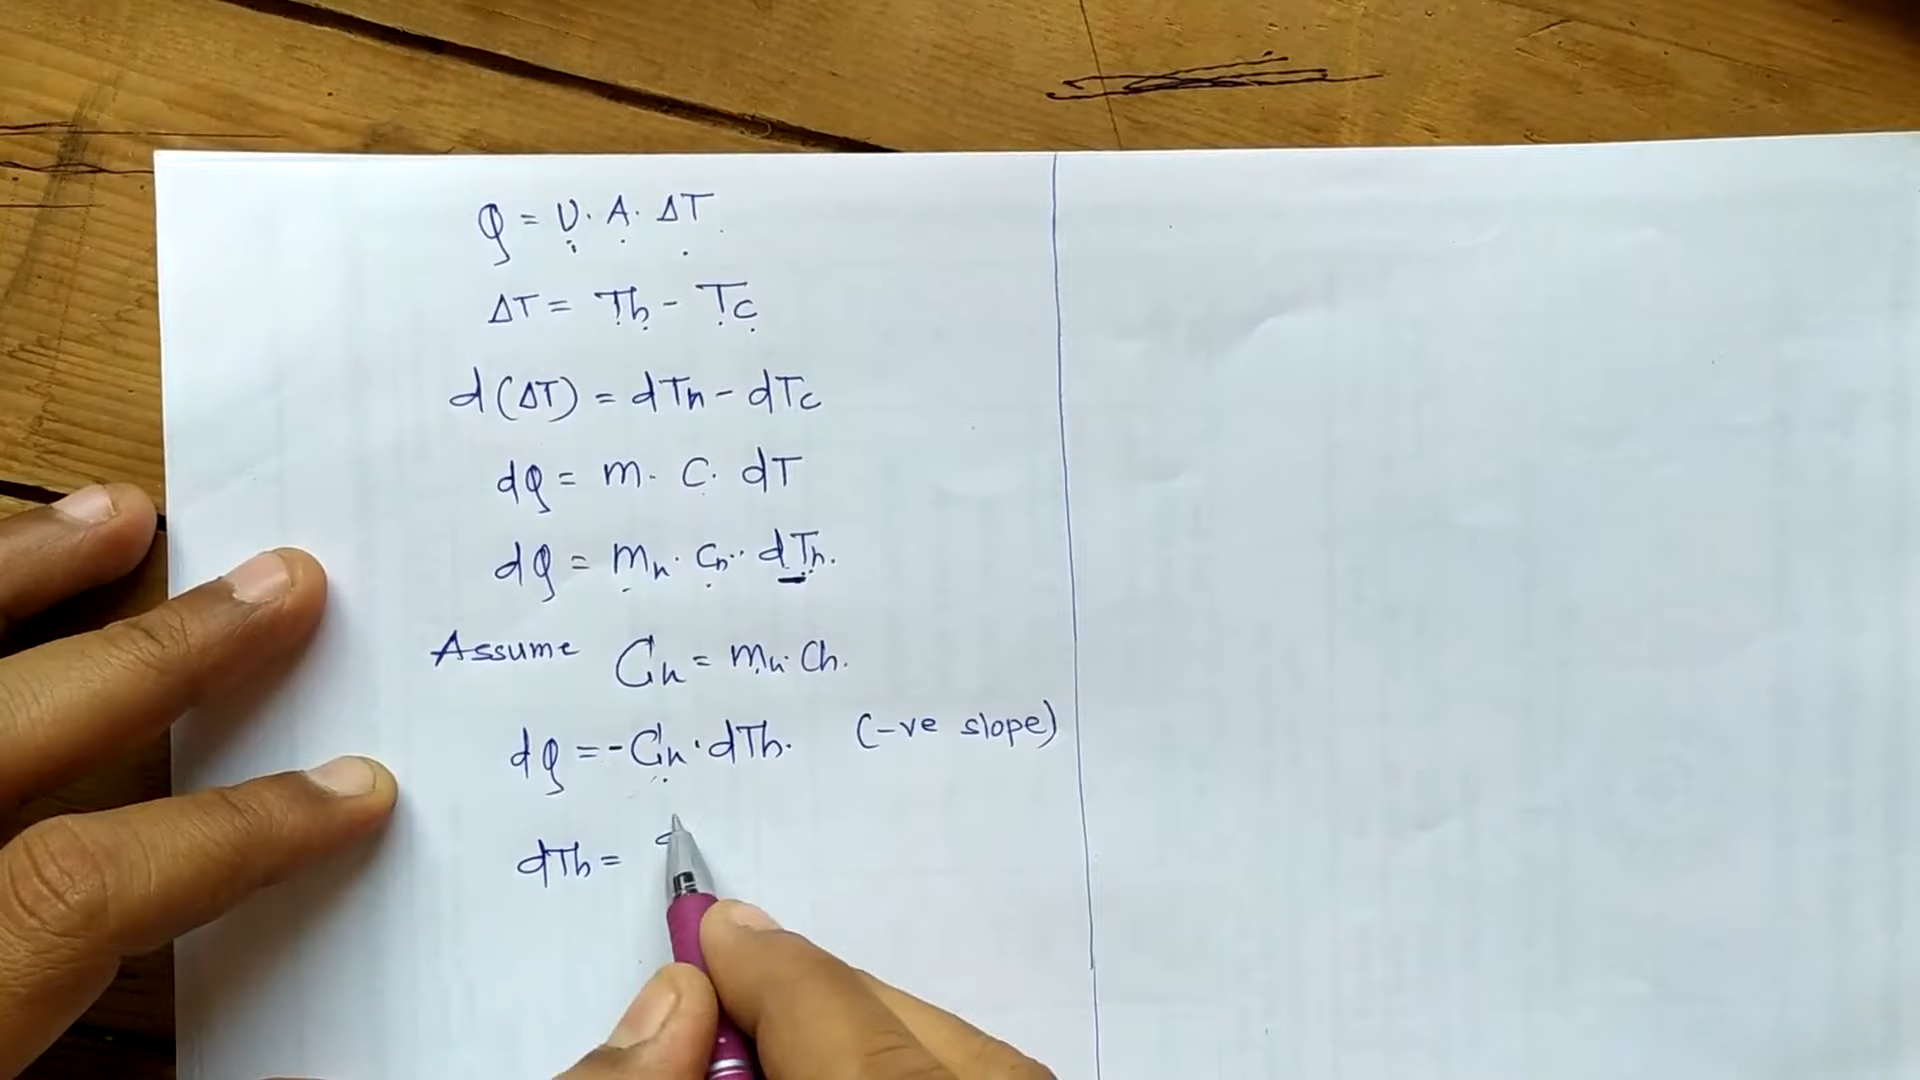 Q = U. A. ΔT
ΔT = Th - Tc
d(ΔT) = dTh - dTc
dQ = m. C. dT
dQ = mh. Ch. dTh.
Assume Ch = mh. Ch.
dQ = -Ch. dTh. (-ve slope)
dTh =